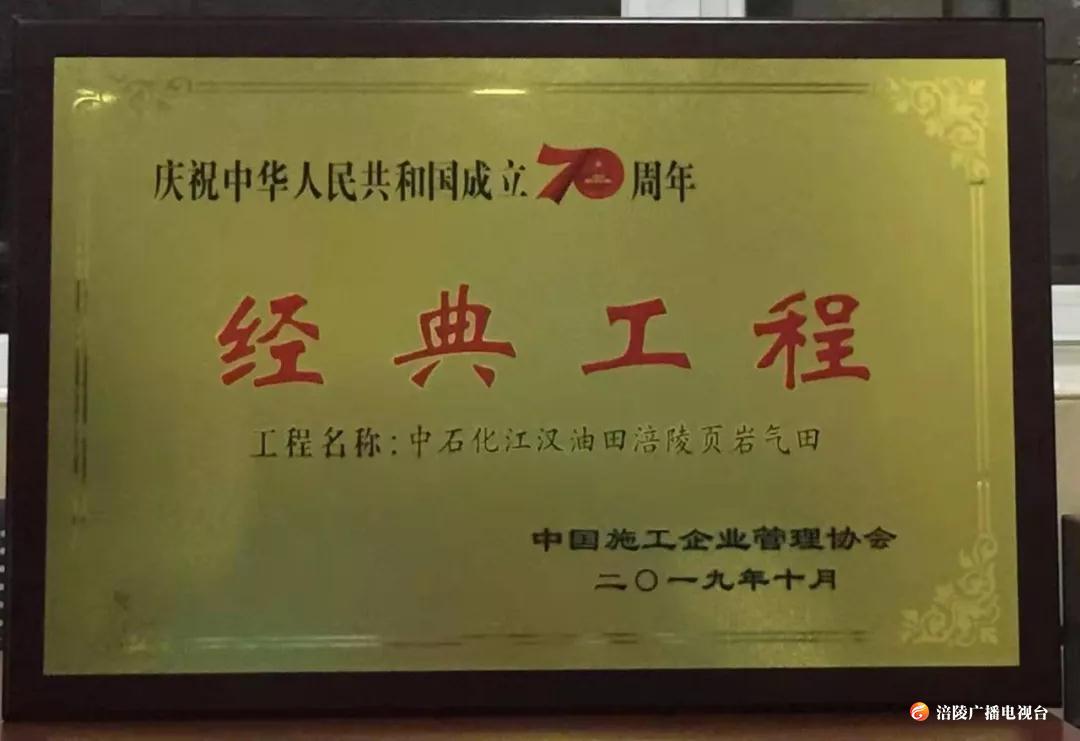 庆祝中华人民共和国成立70周年
经典工程
工程名称:中石化江汉油田涪陵页岩气田
中国施工企业管理协会
二〇一九年十月
涪陵广播电视台